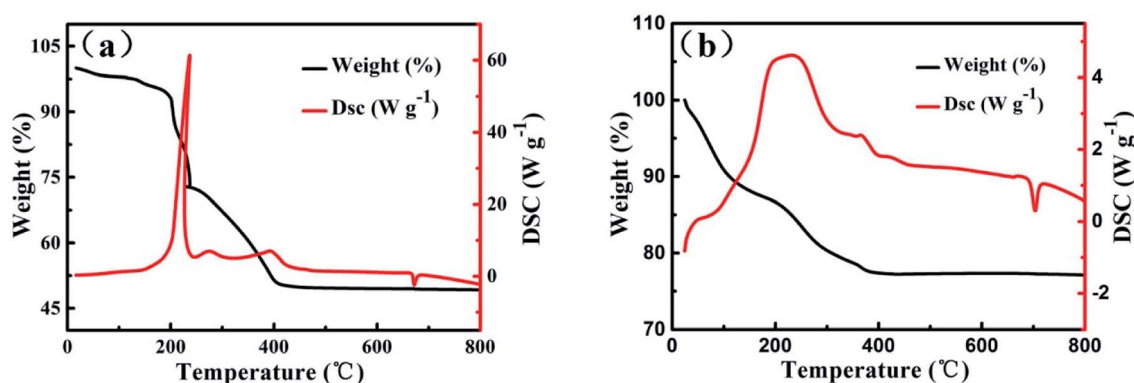 (a)
Weight (%)
Dsc (W g-1)
105
90
75
60
45
Weight (%)
0
200
400
600
800
Temperature (℃)
60
40
20
0
DSC (W g-1)
(b)
Weight (%)
Dsc (W g-1)
110
100
90
80
70
Weight (%)
0
200
400
600
800
Temperature (℃)
4
2
0
-2
DSC (W g-1)